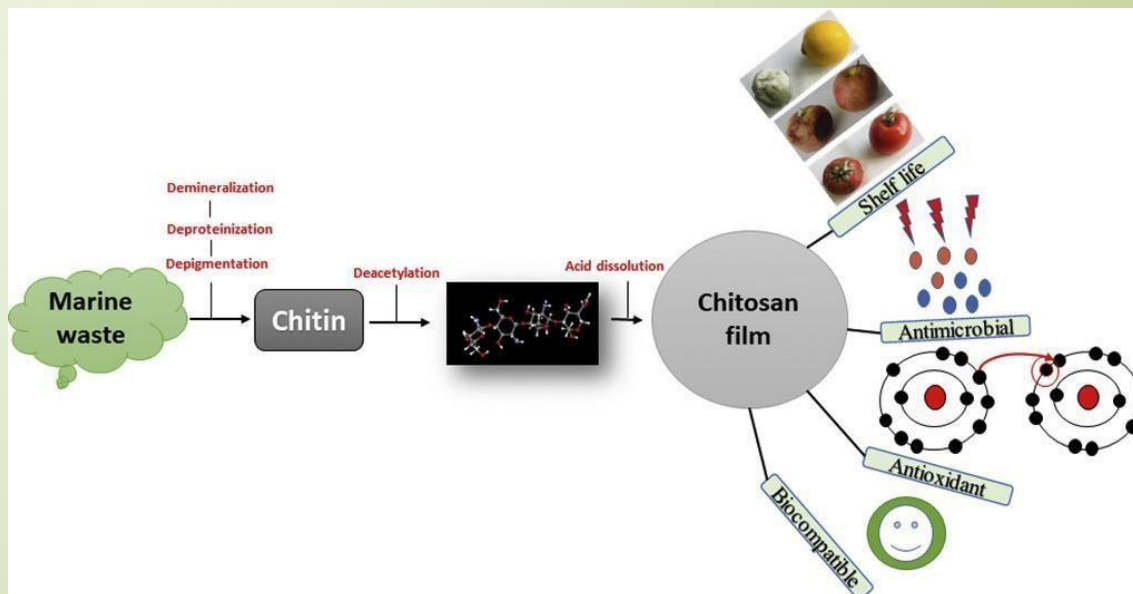 Demineralization
Deproteinization
Depigmentation
Marine
waste
Chitin
Deacetylation
Acid dissolution
Chitosan
film
Shelf life
Antimicrobial
Antioxidant
Biocompatible